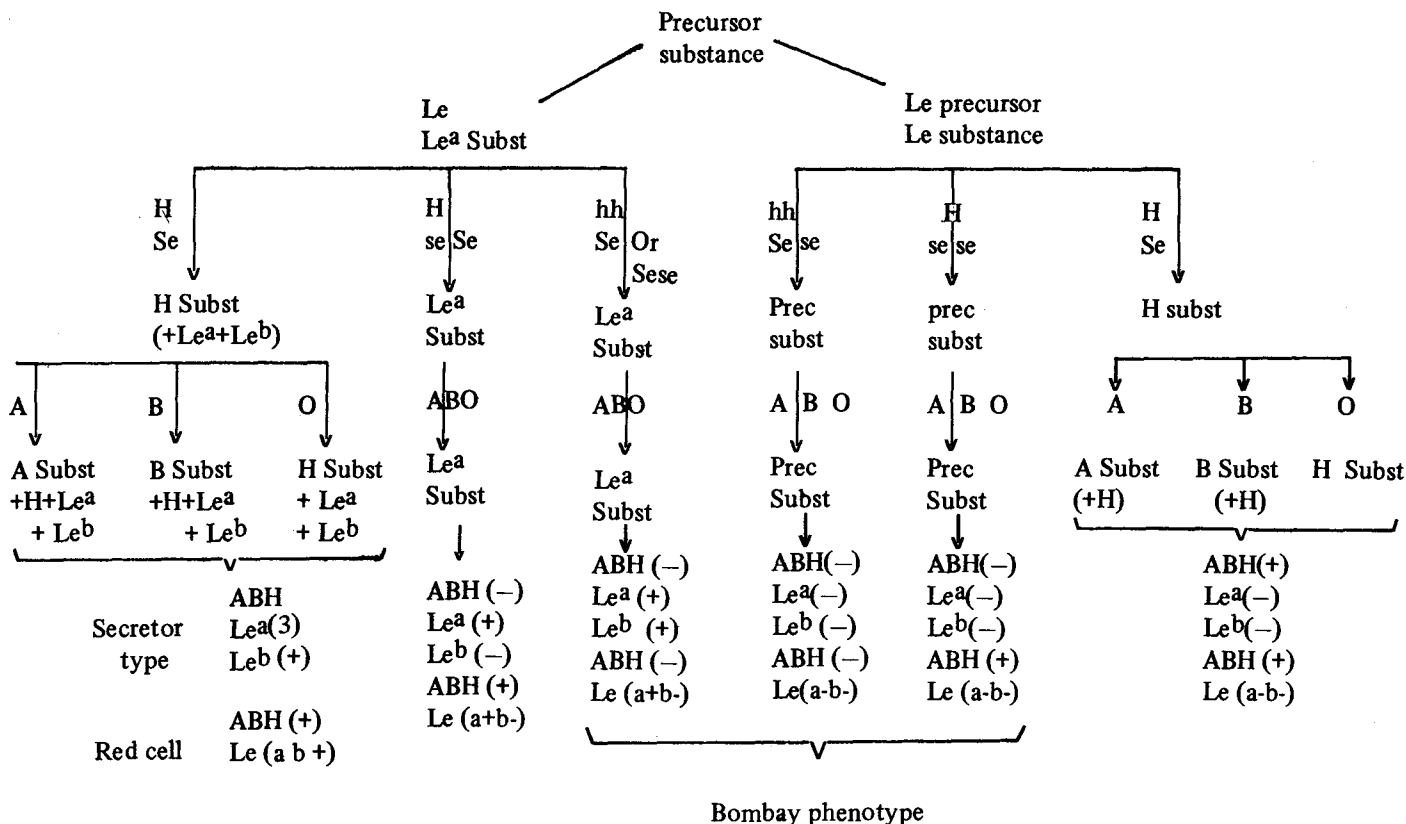 Precursor
substance
Le
Le^a Subst
Le precursor
Le substance
H
Se
H
se Se
hh
Se Or
Sese
hh
Se se
H
se se
H
Se
H Subst
(+Le^a+Le^b)
Le^a
Subst
Le^a
Subst
Prec
subst
prec
subst
H subst
A B O
ABO
ABO
A B O
A B O
A B O
A Subst
+H+Le^a
+ Le^b
B Subst
+H+Le^a
+ Le^b
H Subst
+ Le^a
+ Le^b
Le^a
Subst
Le^a
Subst
Prec
Subst
Prec
Subst
A Subst
(+H)
B Subst
(+H)
H Subst
Secretor
type
ABH
Le^a(3)
Le^b (+)
Red cell
ABH (+)
Le (a b +)
ABH (–)
Le^a (+)
Le^b (–)
ABH (+)
Le (a+b-)
ABH (–)
Le^a (+)
Le^b (+)
ABH (–)
Le (a+b-)
ABH(–)
Le^a(–)
Le^b (–)
ABH (–)
Le(a-b-)
ABH(–)
Le^a(–)
Le^b(–)
ABH (+)
Le (a-b-)
ABH(+)
Le^a(–)
Le^b(–)
ABH (+)
Le (a-b-)
Bombay phenotype